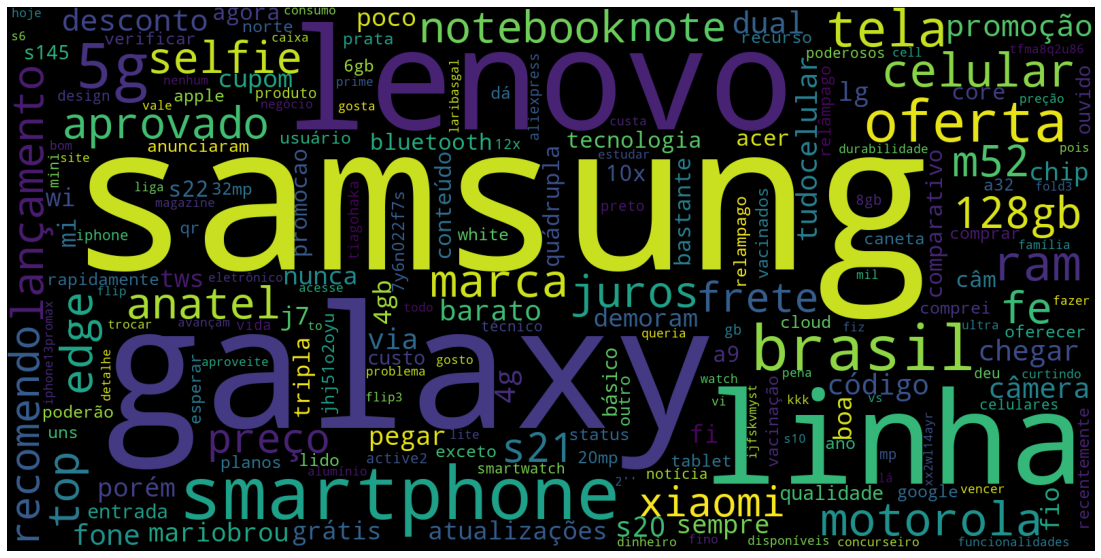 hoje
consumo
desconto
agora
poco
notebook
note
dual
tela
promoção
s6
caixa
norte
verificar
prata
recurso
poderosos
cell
tfma8q2u86
s145
5g
selfie
lenovo
6gb
celular
nenhum
cupom
prime
dá
aliexpress
lg
core
preção
design
vale
apple
produto
negócio
gosta
laribasgal
custa
oferta
relâmpago
ouvido
lançamento
aprovado
usuário
bluetooth
12x
tecnologia
acer
tudocelular
bom
anunciaram
isite
mini
promocao
samsung
estudar
10x
durabilidade
m52
chip
pois
wi
liga
s22
32mp
conteúdo
quádrupla
preto
bastante
vacinados
8gb
a32
fold3
mi
magazine
qr
tiagohaka
white
relampago
caneta
128gb
comparativo
iphone
7y6n022f7s
mil
comprar
família
rapidamente
tws
eletrônico
nunca
acesse
marca
juros
frete
câm
ram
recomendo
edge
flip
anatel
j7
to
4gb
todo
barato
demoram
queria
gb
cloud
fiz
comprei
ultra
fe
fazer
trocar
avançam
vida
técnico
galaxy
via
custo
4g
básico
outro
a9
brasil
oferecer
iphone13promax
detalhe
aproveite
tripla
jhj51o2oyu
problema
gosto
watch
pena
deu
curtindo
chegar
top
poderão
esperar
flip3
vi
kkk
vs
código
celulares
câmera
uns
preço
pegar
lite
s21
exceto
status
fi
vacinação
ijfskvmyst
boa
ano
linha
porém
planos
lido
active2
20mp
smartwatch
tablet
notícia
s10
mp
xx2wl14ayr
lá
recentemente
entrada
alumínio
smartphone
2''
xiaomi
qualidade
google
vencer
fio
fone
mariobrou
grátis
atualizações
s20
sempre
motorola
dinheiro
fino
disponíveis
concurseiro
funcionalidades